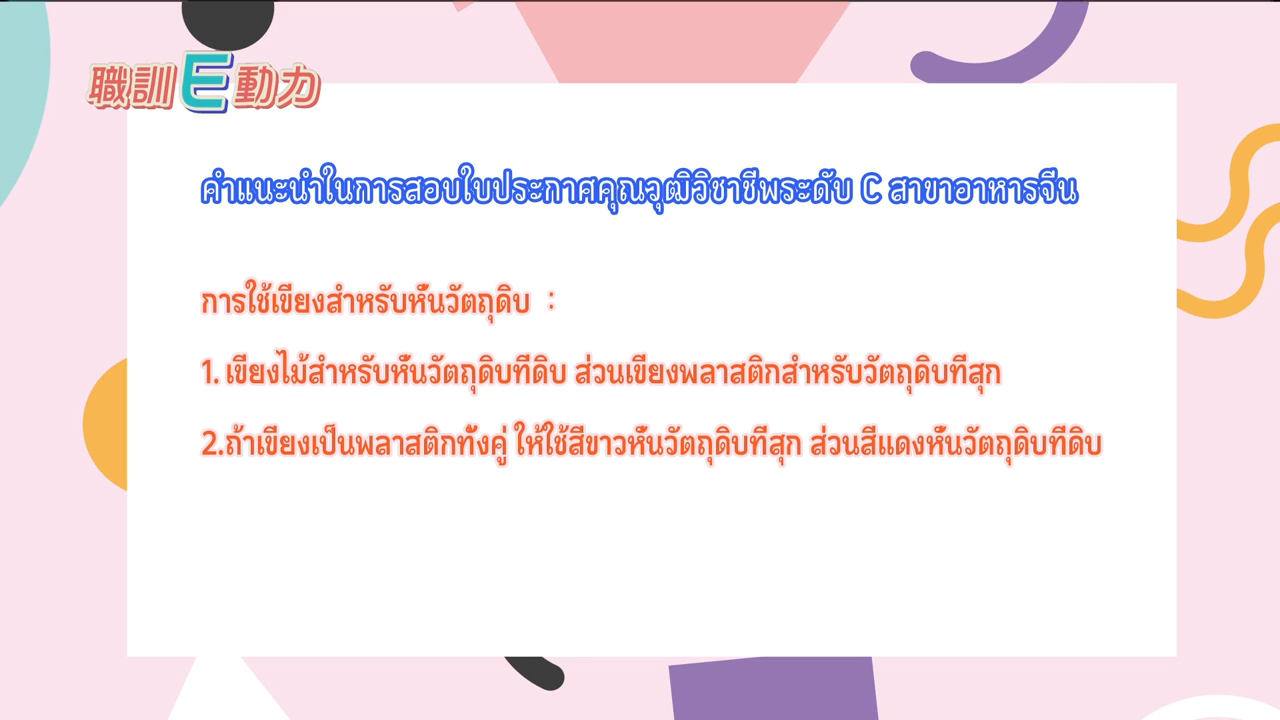 職訓E動力
คำแนะนำในการสอบใบประกาศคุณวุฒิวิชาชีพระดับ C สาขาอาหารจีน
การใช้เขียงสำหรับหั่นวัตถุดิบ :
1. เขียงไม้สำหรับหั่นวัตถุดิบที่ดิบ ส่วนเขียงพลาสติกสำหรับวัตถุดิบที่สุก
2.ถ้าเขียงเป็นพลาสติกทั้งคู่ ให้ใช้สีขาวหั่นวัตถุดิบที่สุก ส่วนสีแดงหั่นวัตถุดิบที่ดิบ